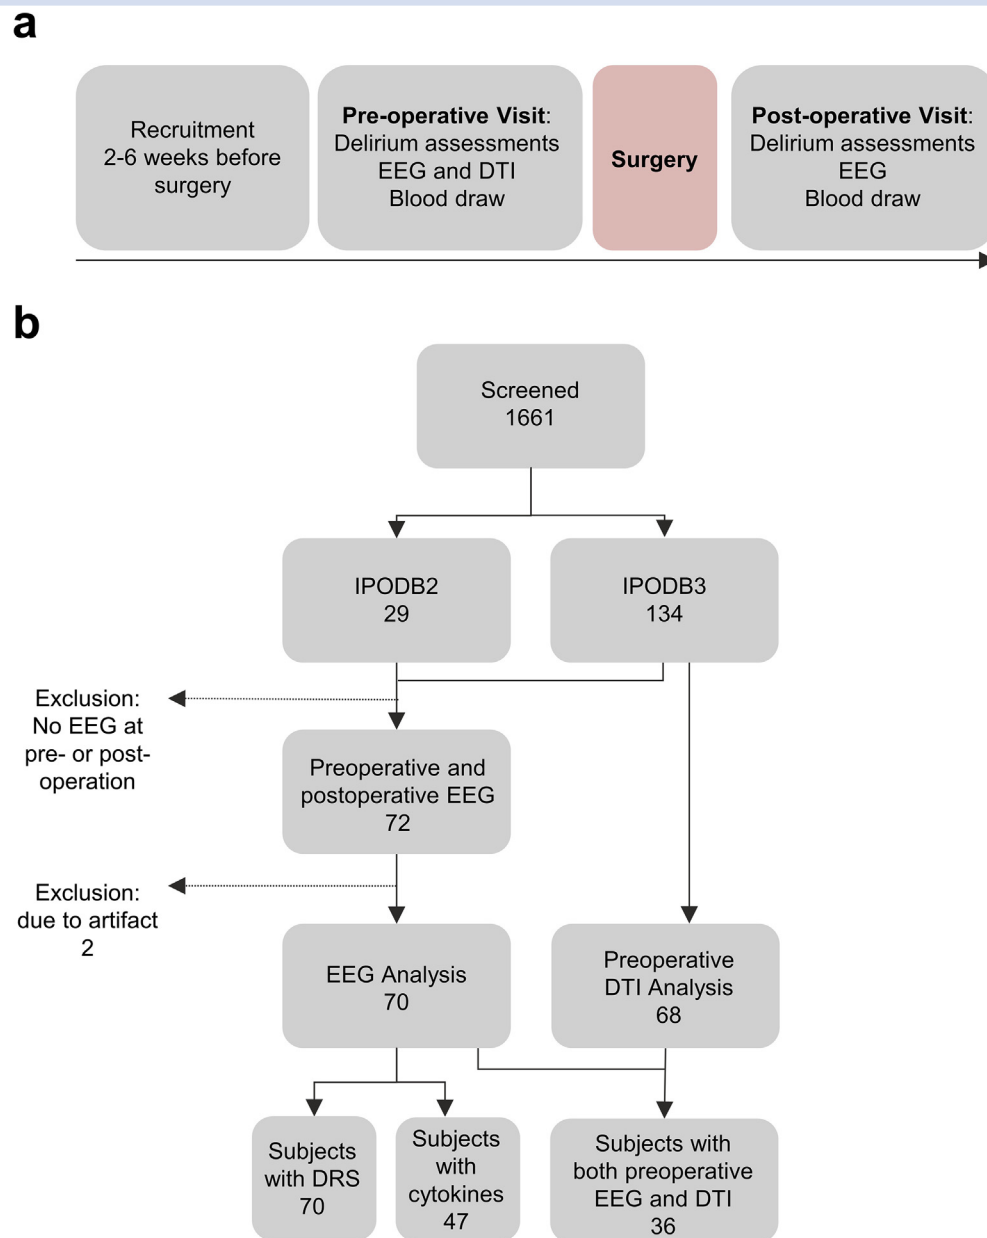 a
Recruitment
2-6 weeks before
surgery
Pre-operative Visit:
Delirium assessments
EEG and DTI
Blood draw
Surgery
Post-operative Visit:
Delirium assessments
EEG
Blood draw
b
Screened
1661
IPODB2
29
IPODB3
134
Exclusion:
No EEG at
pre- or post-
operation
Preoperative and
postoperative EEG
72
Exclusion:
due to artifact
2
EEG Analysis
70
Preoperative
DTI Analysis
68
Subjects
with DRS
70
Subjects
with
cytokines
47
Subjects with
both preoperative
EEG and DTI
36